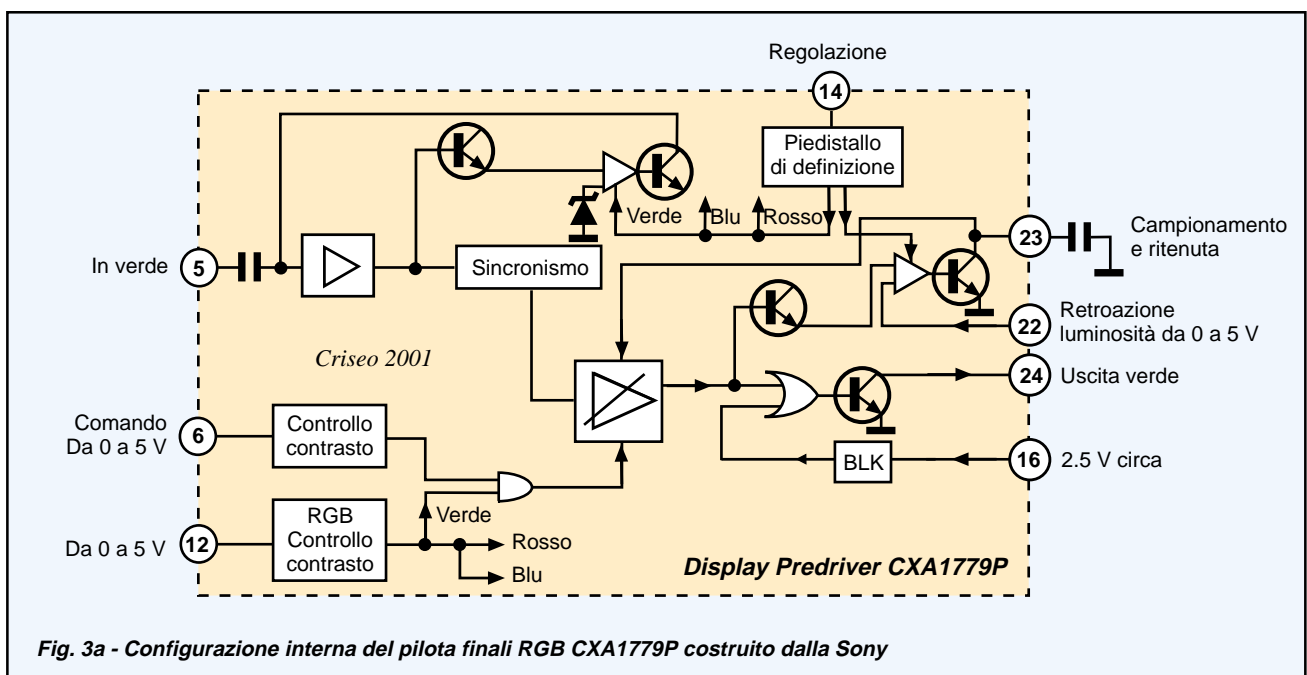 Regolazione
14
Piedistallo
di definizione
Verde
Blu
Rosso
23
Campionamento
e ritenuta
In verde
5
Sincronismo
22
Retroazione
luminosità da 0 a 5 V
Criseo 2001
24
Uscita verde
Comando
Da 0 a 5 V
6
Controllo
contrasto
BLK
16
2.5 V circa
Da 0 a 5 V
12
RGB
Controllo
contrasto
Verde
Rosso
Blu
Display Predriver CXA1779P
Fig. 3a - Configurazione interna del pilota finali RGB CXA1779P costruito dalla Sony